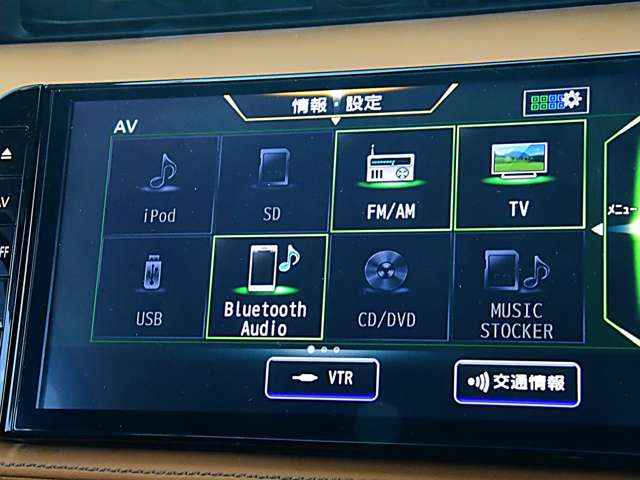 情報・設定
AV
iPod
SD
FM/AM
TV
メニュー
AV
FF
USB
Bluetooth
Audio
CD/DVD
MUSIC
STOCKER
VTR
交通情報